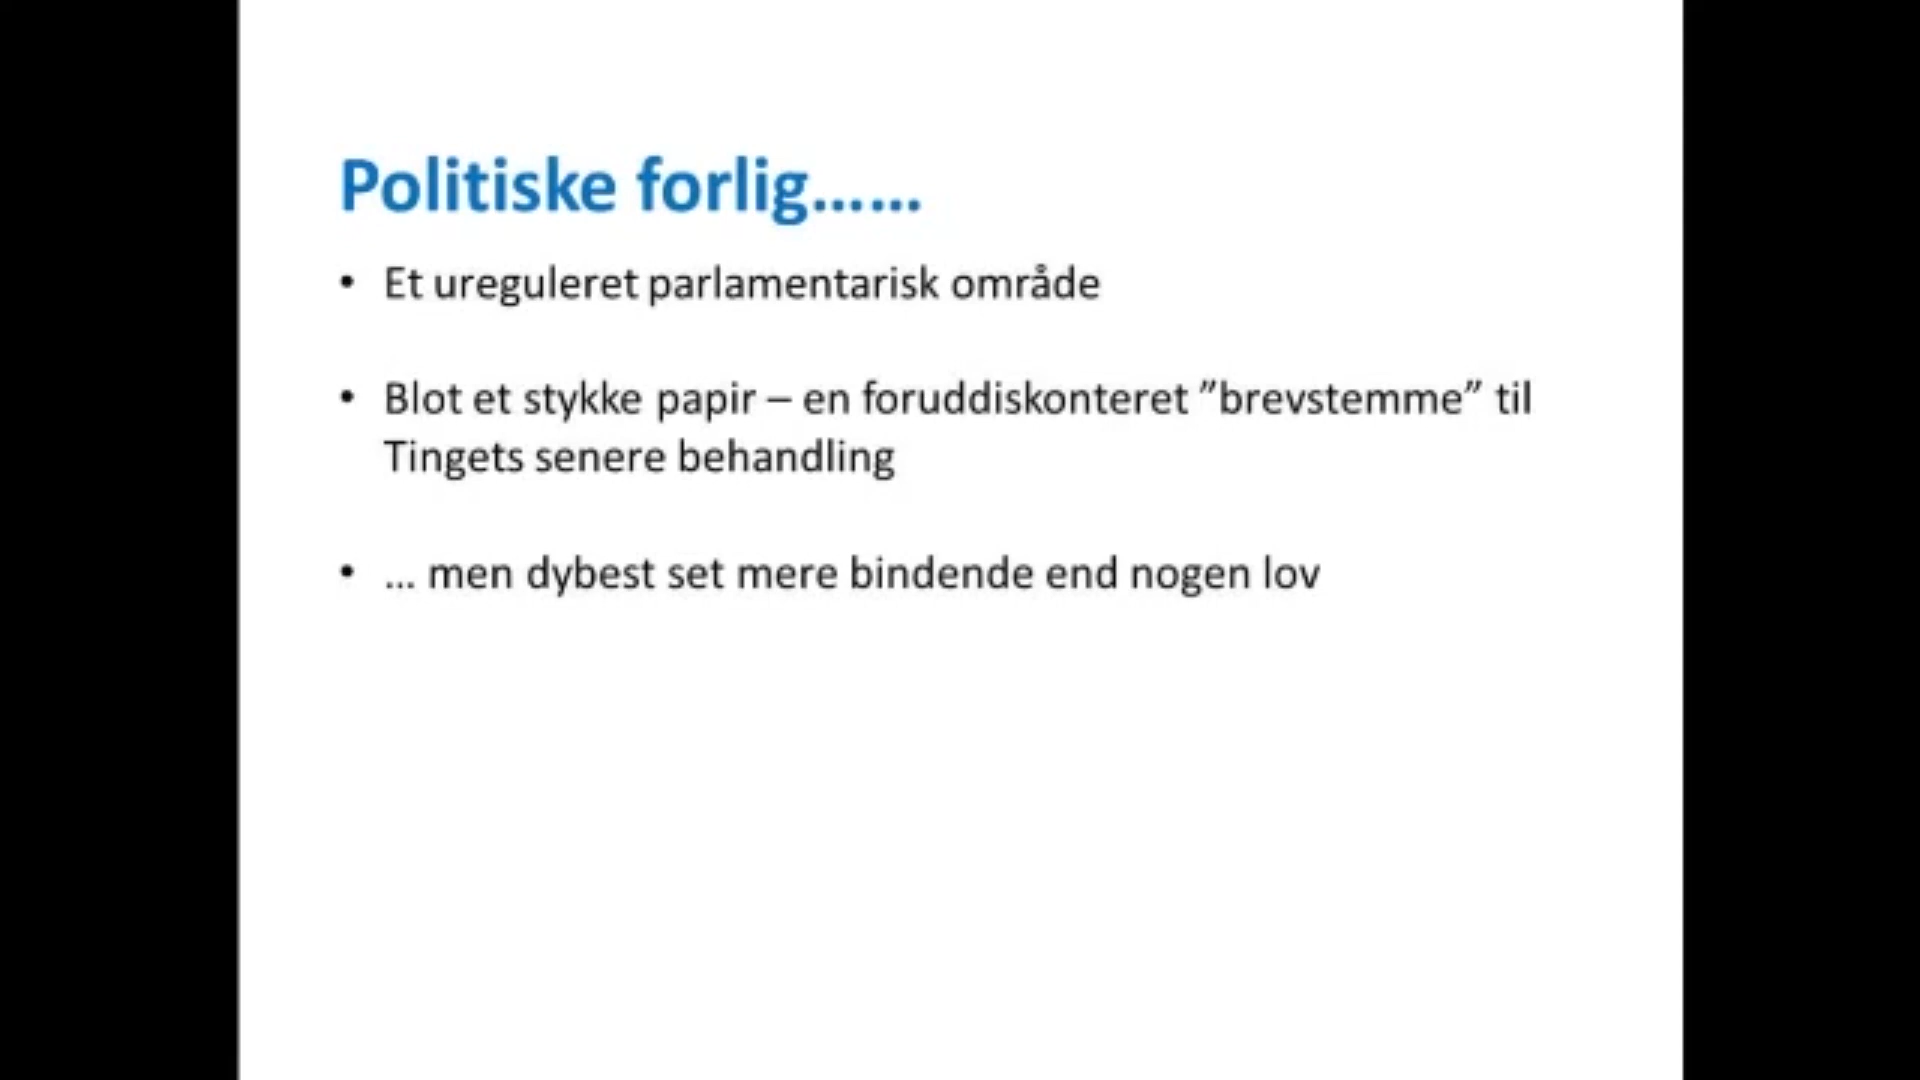 Politiske forlig……
• Et ureguleret parlamentarisk område
• Blot et stykke papir – en foruddiskonteret ”brevstemme” til
Tingets senere behandling
• … men dybest set mere bindende end nogen lov